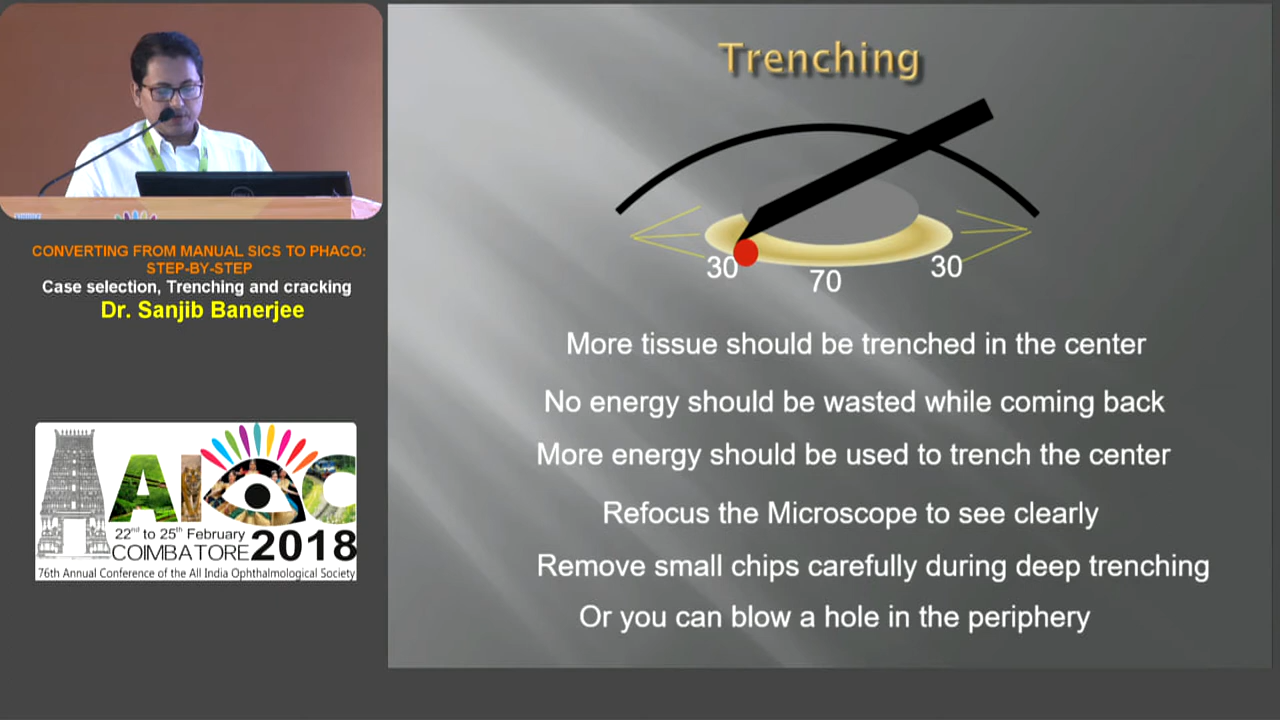 CONVERTING FROM MANUAL SICS TO PHACO:
STEP-BY-STEP
Case selection, Trenching and cracking
Dr. Sanjib Banerjee
AIOC
22nd to 25th February
COIMBATORE 2018
76th Annual Conference of the All India Ophthalmological Society
Trenching
30
70
30
More tissue should be trenched in the center
No energy should be wasted while coming back
More energy should be used to trench the center
Refocus the Microscope to see clearly
Remove small chips carefully during deep trenching
Or you can blow a hole in the periphery